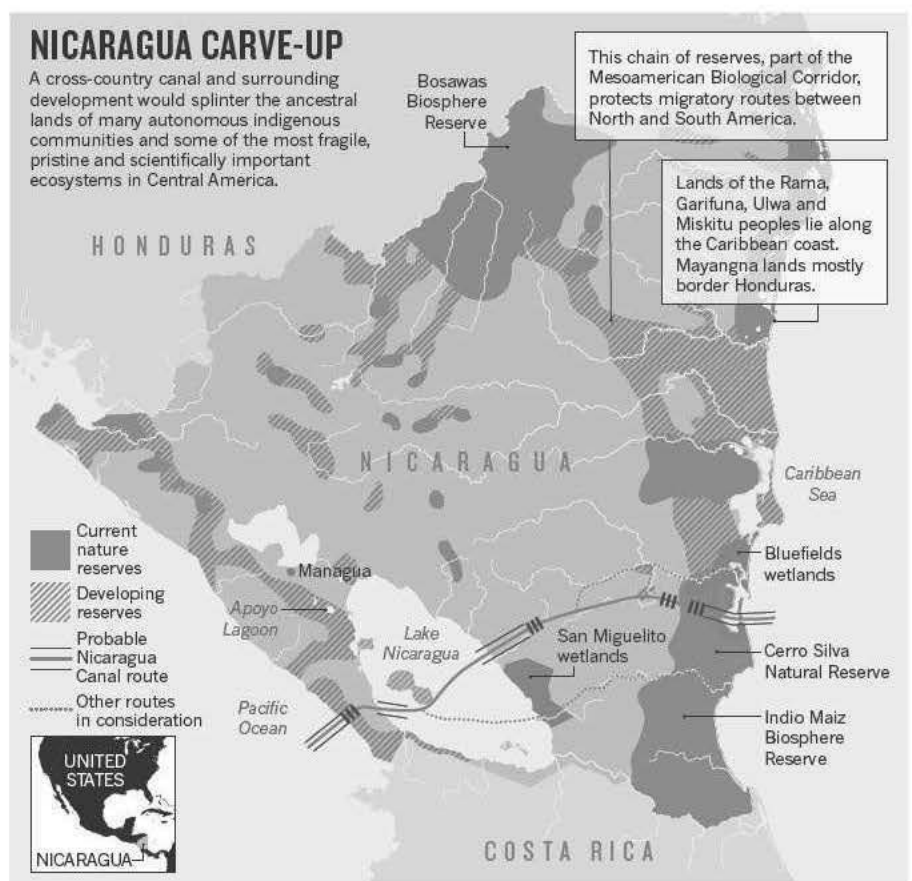 NICARAGUA CARVE-UP
A cross-country canal and surrounding
development would splinter the ancestral
lands of many autonomous indigenous
communities and some of the most fragile,
pristine and scientifically important
ecosystems in Central America.
Bosawas
Biosphere
Reserve
This chain of reserves, part of the
Mesoamerican Biological Corridor,
protects migratory routes between
North and South America.
Lands of the Rama,
Garifuna, Ulwa and
Miskitu peoples lie along
the Caribbean coast.
Mayangna lands mostly
border Honduras.
HONDURAS
NICARAGUA
Caribbean
Sea
Current
nature
reserves
Developing
reserves
Probable
Nicaragua
Canal route
Other routes
in consideration
Managua
Apoyo
Lagoon
Lake
Nicaragua
San Miguelito
wetlands
Bluefields
wetlands
Cerro Silva
Natural Reserve
Indio Maiz
Biosphere
Reserve
Pacific
Ocean
UNITED
STATES
NICARAGUA
COSTA RICA